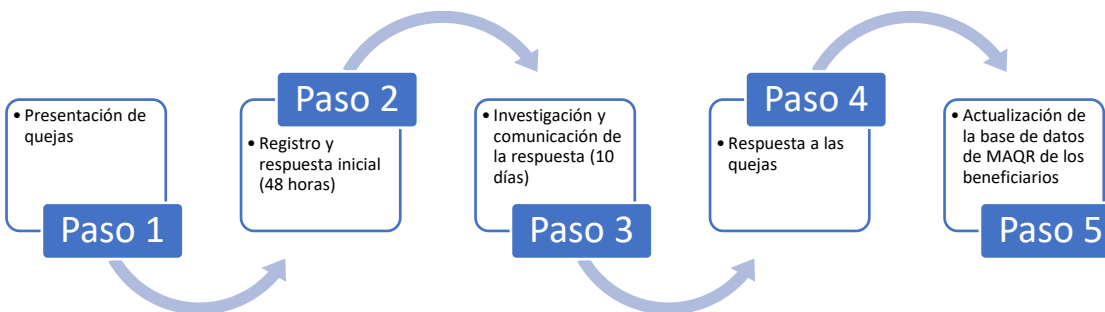 • Presentación de
quejas
Paso 1
Paso 2
• Registro y
respuesta inicial
(48 horas)
• Investigación y
comunicación de
la respuesta (10
días)
Paso 3
Paso 4
• Respuesta a las
quejas
• Actualización de
la base de datos
de MAQR de los
beneficiarios
Paso 5